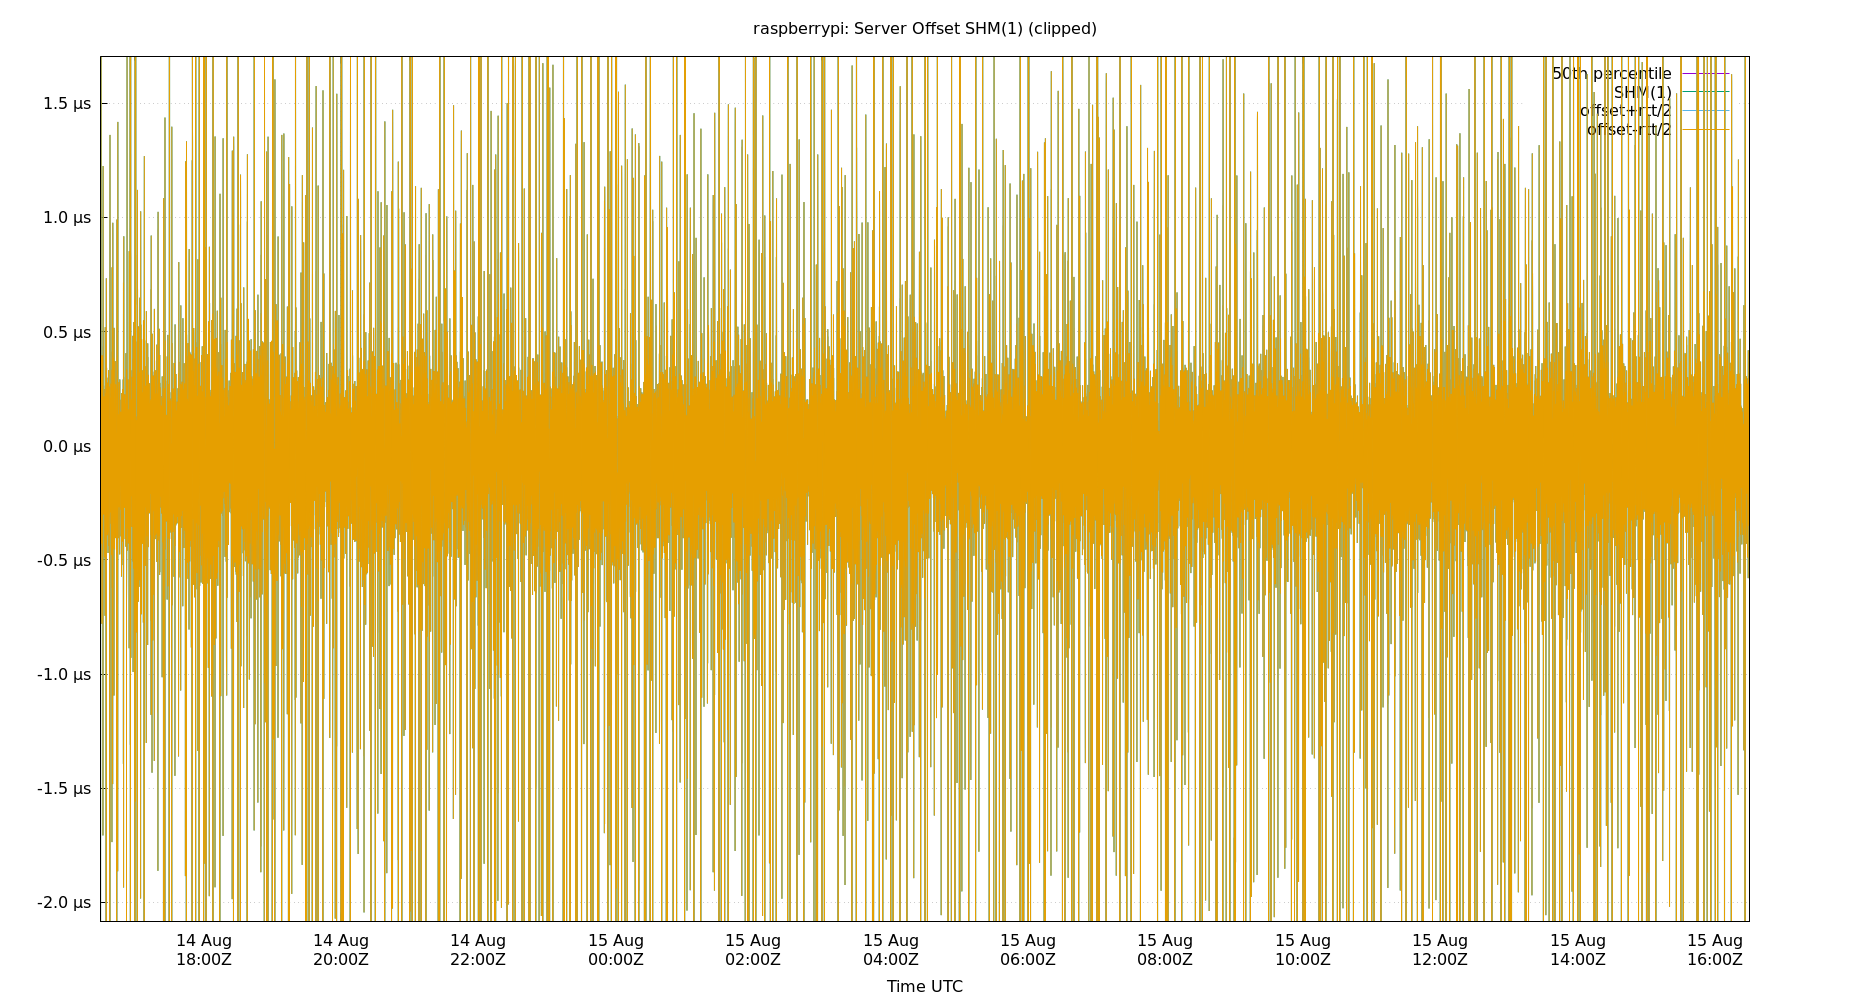 raspberrypi: Server Offset SHM(1) (clipped)
50th percentile
SHM(1)
offset+rtt/2
offset-rtt/2
1.5 µs
1.0 µs
0.5 µs
0.0 µs
-0.5 µs
-1.0 µs
-1.5 µs
-2.0 µs
14 Aug 14 Aug 14 Aug 15 Aug 15 Aug 15 Aug 15 Aug 15 Aug 15 Aug 15 Aug 15 Aug 15 Aug
18:00Z 20:00Z 22:00Z 00:00Z 02:00Z 04:00Z 06:00Z 08:00Z 10:00Z 12:00Z 14:00Z 16:00Z
Time UTC